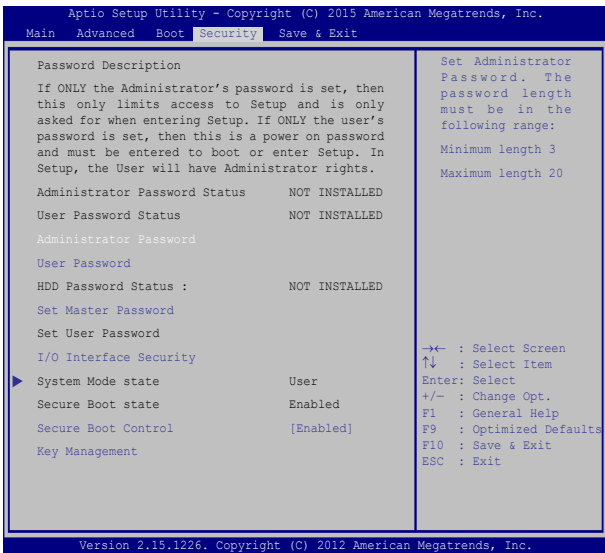 Aptio Setup Utility - Copyright (C) 2015 American Megatrends, Inc.
Main Advanced Boot Security Save & Exit
Password Description
If ONLY the Administrator's password is set, then
this only limits access to Setup and is only
asked for when entering Setup. If ONLY the user's
password is set, then this is a power on password
and must be entered to boot or enter Setup. In
Setup, the User will have Administrator rights.
Administrator Password Status NOT INSTALLED
User Password Status NOT INSTALLED
Administrator Password
User Password
HDD Password Status : NOT INSTALLED
Set Master Password
Set User Password
I/O Interface Security
System Mode state User
Secure Boot state Enabled
Secure Boot Control [Enabled]
Key Management
Set Administrator
Password. The
password length
must be in the
following range:
Minimum length 3
Maximum length 20
→← : Select Screen
↑↓ : Select Item
Enter: Select
+/— : Change Opt.
F1 : General Help
F9 : Optimized Defaults
F10 : Save & Exit
ESC : Exit
Version 2.15.1226. Copyright (C) 2012 American Megatrends, Inc.